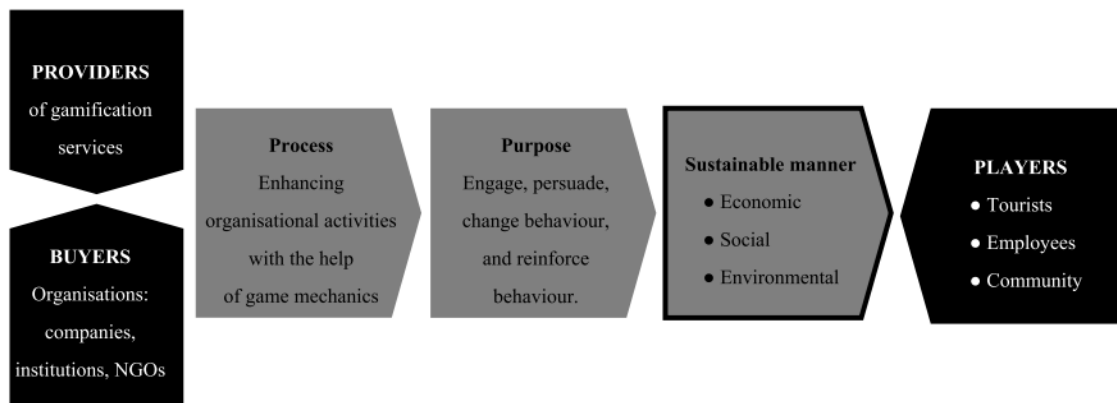 PROVIDERS
of gamification
services
BUYERS
Organisations:
companies,
institutions, NGOs
Process
Enhancing
organisational activities
with the help
of game mechanics
Purpose
Engage, persuade,
change behaviour,
and reinforce
behaviour.
Sustainable manner
● Economic
● Social
● Environmental
PLAYERS
● Tourists
● Employees
● Community